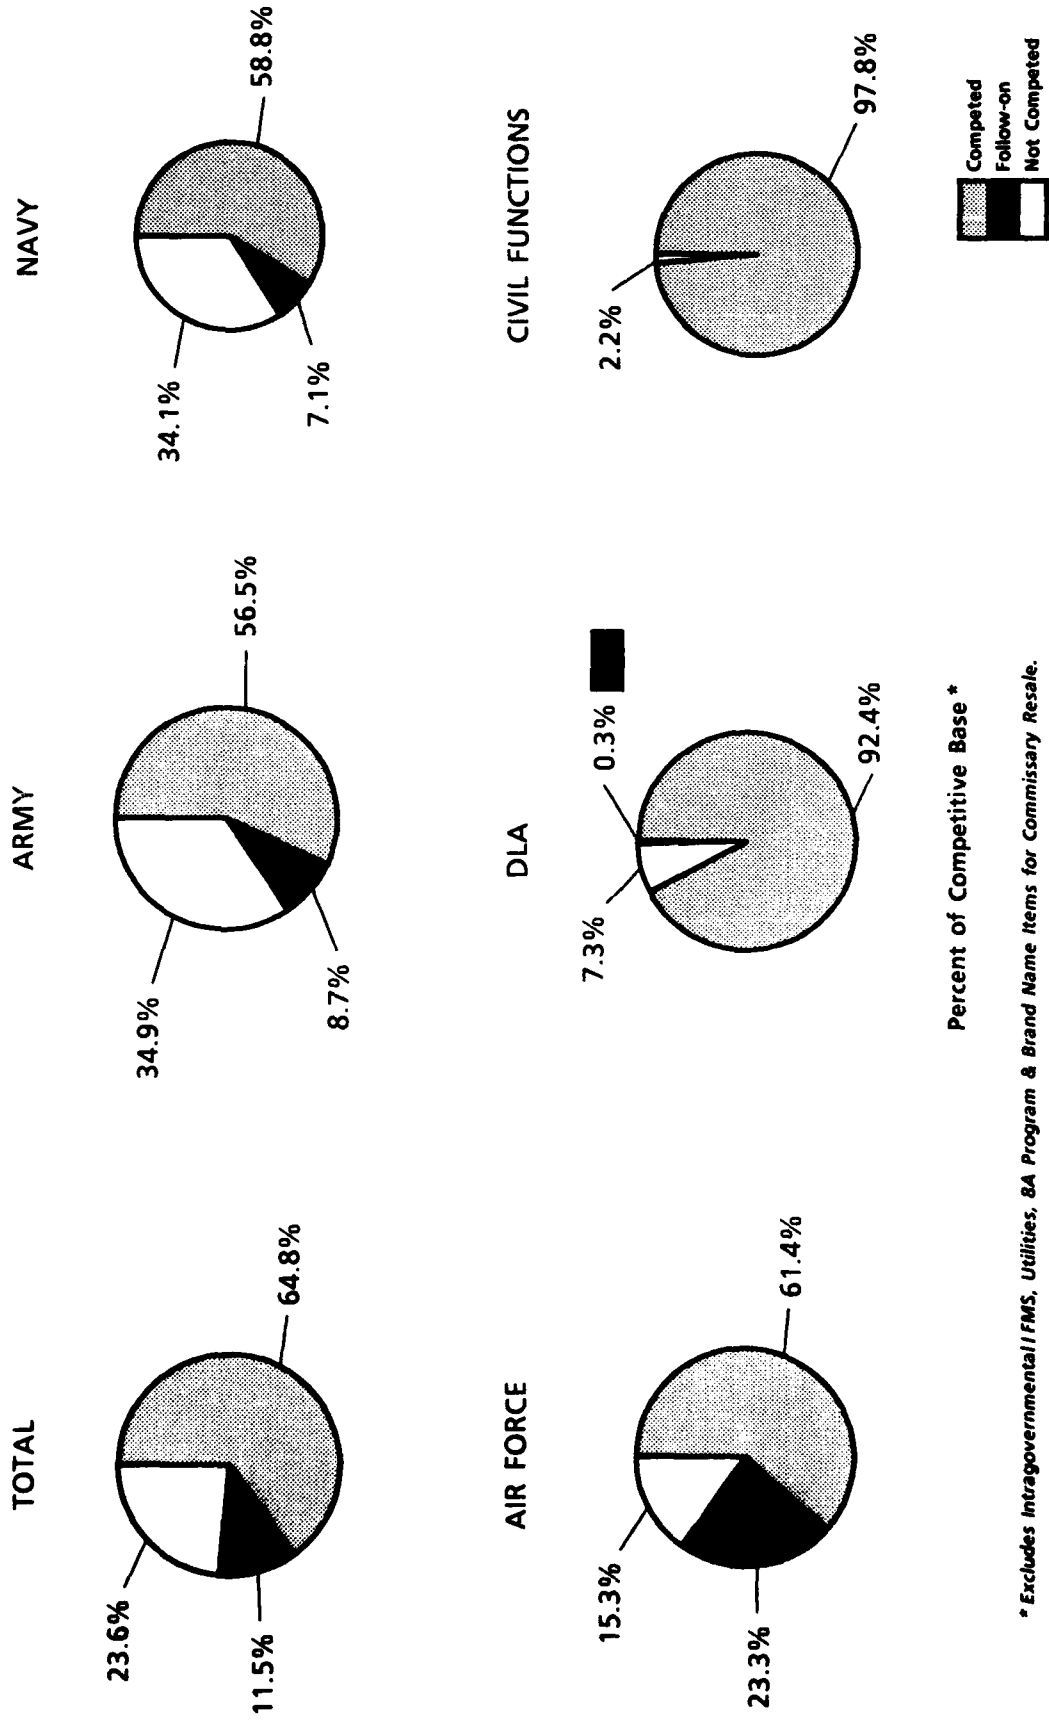 TOTAL
23.6%
64.8%
11.5%
ARMY
34.9%
56.5%
8.7%
NAVY
34.1%
58.8%
7.1%
AIR FORCE
15.3%
61.4%
23.3%
DLA
7.3%
0.3%
92.4%
CIVIL FUNCTIONS
2.2%
97.8%
Percent of Competitive Base*
Competed
Follow-on
Not Competed
* Excludes Intragovernmental / FMS, Utilities, 8A Program & Brand Name Items for Commissary Resale.